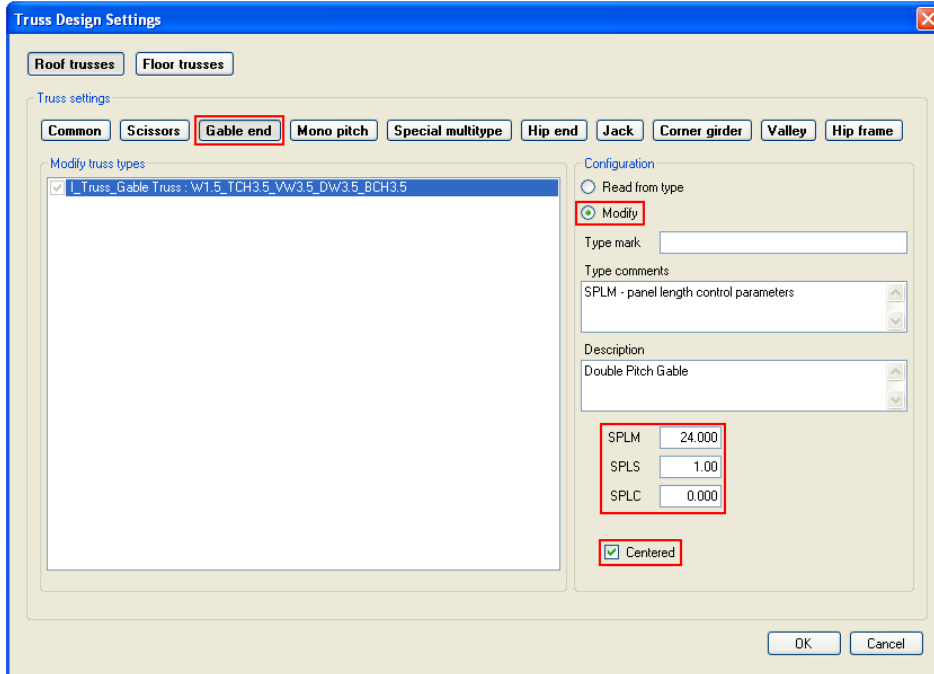 Truss Design Settings
Roof trusses Floor trusses
Truss settings
Common Scissors Gable end Mono pitch Special multitype Hip end Jack Corner girder Valley Hip frame
Modify truss types
I_Truss_Gable Truss : W1.5_TCH3.5_VW3.5_DW3.5_BCH3.5
Configuration
Read from type
Modify
Type mark
Type comments
SPLM - panel length control parameters
Description
Double Pitch Gable
SPLM 24.000
SPLS 1.00
SPLC 0.000
Centered
OK Cancel